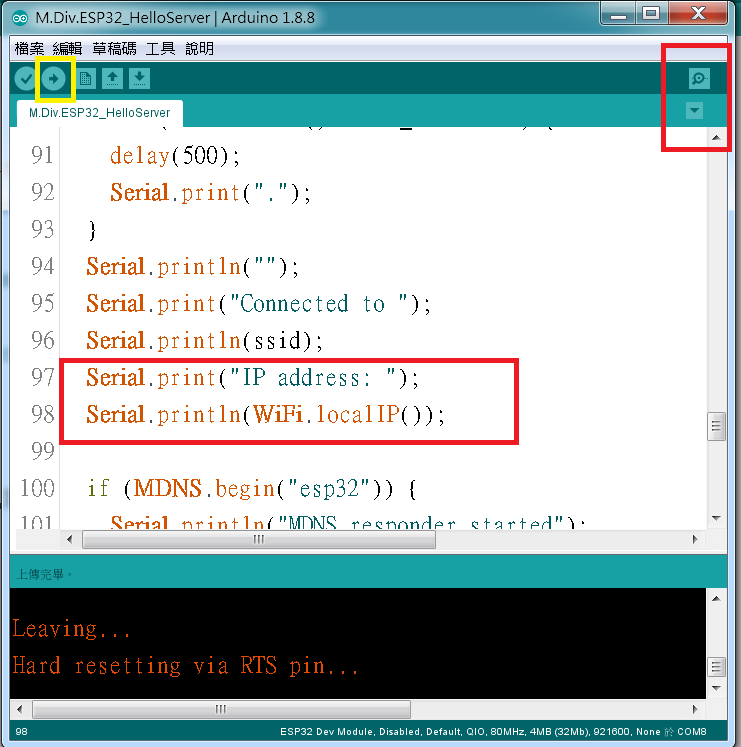 M.Div.ESP32_HelloServer | Arduino 1.8.8
檔案 編輯 草稿碼 工具 說明
M.Div.ESP32_HelloServer
91 delay(500);
92 Serial.print(".");
93 }
94 Serial.println("");
95 Serial.print("Connected to ");
96 Serial.println(ssid);
97 Serial.print("IP address: ");
98 Serial.println(WiFi.localIP());
99
100 if (MDNS.begin("esp32")) {
101 Serial.println("MDNS responder started");
上傳完畢。
Leaving...
Hard resetting via RTS pin...
98 ESP32 Dev Module, Disabled, Default, QIO, 80MHz, 4MB (32Mb), 921600, None 於 COM8